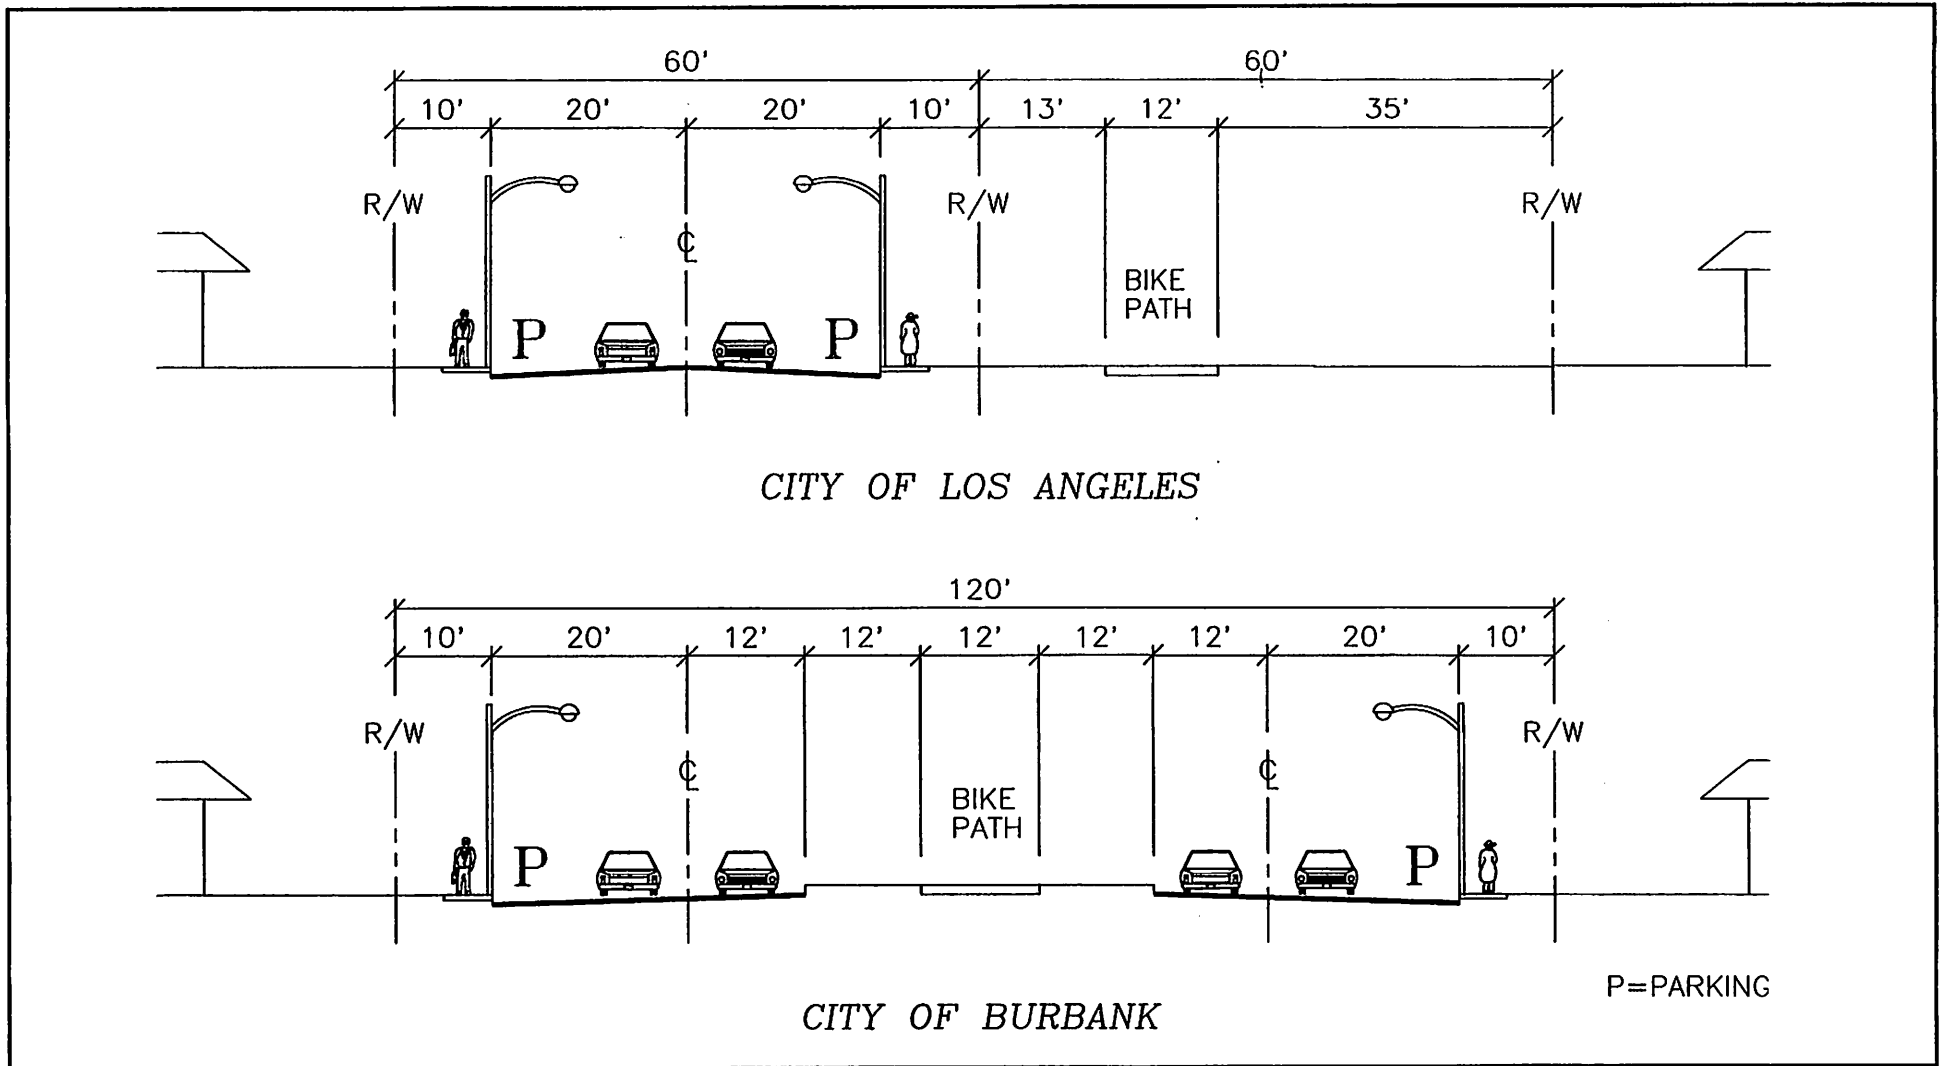 60' 60'
10' 20' 20' 10' 13' 12' 35'
R/W R/W R/W
℄
BIKE
PATH
P P
CITY OF LOS ANGELES
120'
10' 20' 12' 12' 12' 12' 12' 20' 10'
R/W R/W
℄ ℄
BIKE
PATH
P P
P=PARKING
CITY OF BURBANK